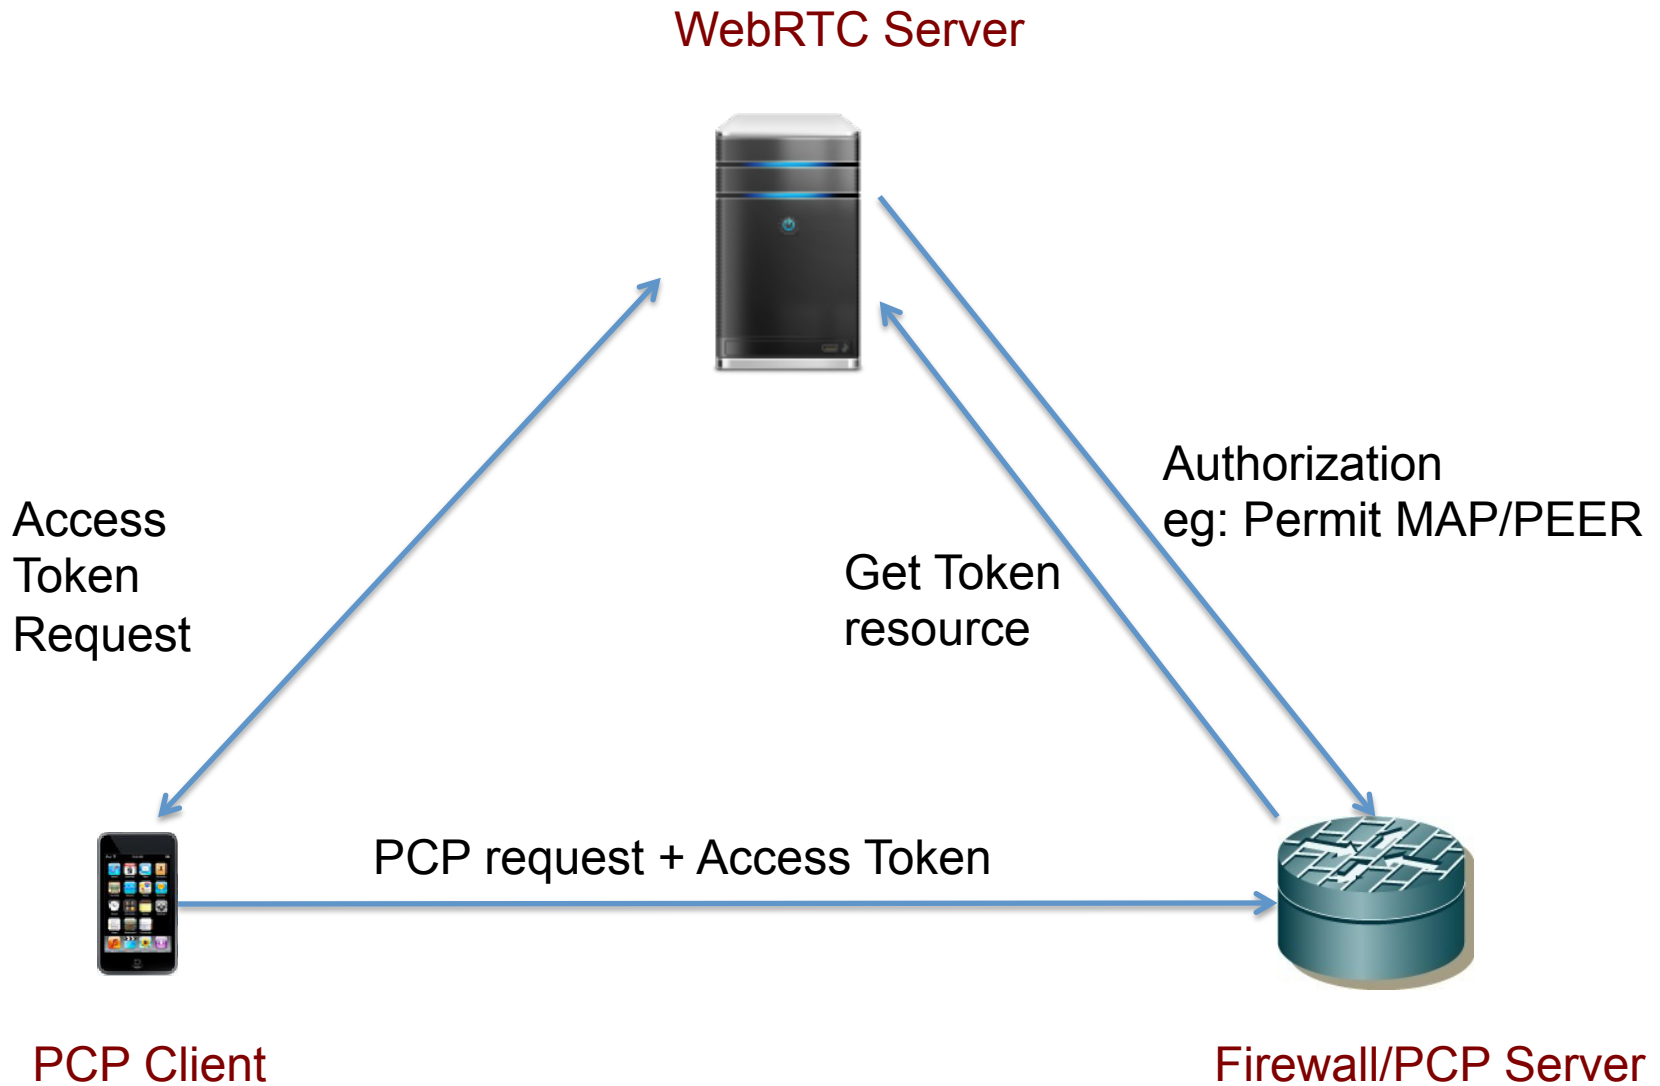 WebRTC Server
Authorization
eg: Permit MAP/PEER
Access
Token
Request
Get Token
resource
PCP request + Access Token
PCP Client
Firewall/PCP Server